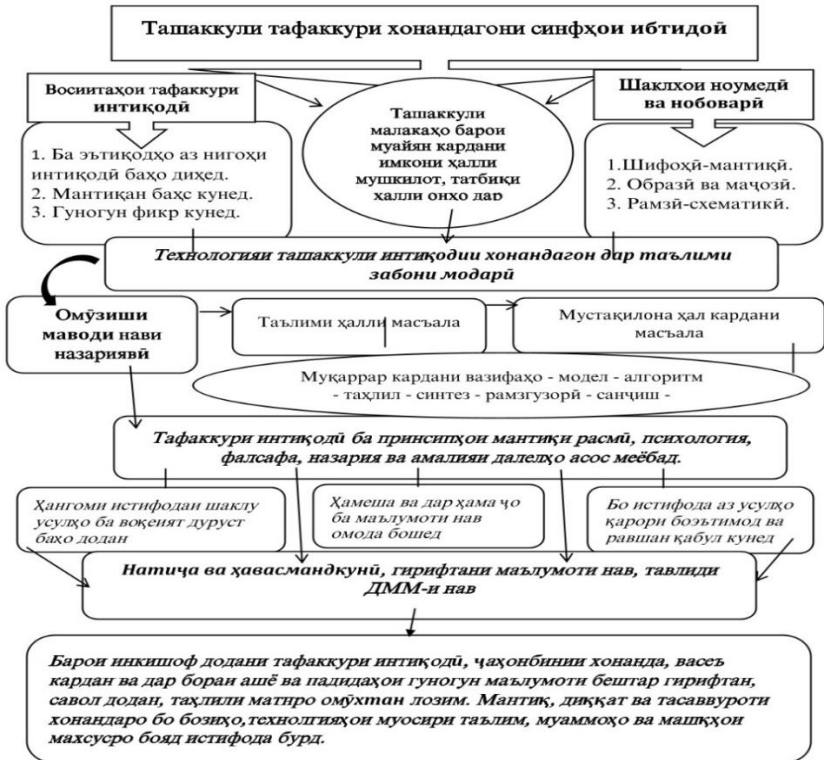 Ташаккули тафаккури хонандагони синфҳои ибтидоӣ
Восиитаҳои тафаккури
интиқодӣ
1. Ба эътиқодҳо аз нигоҳи
интиқодӣ баҳо диҳед.
2. Мантиқан баҳс кунед.
3. Гуногун фикр кунед.
Ташаккули
малакаҳо барои
муайян кардани
имкони ҳалли
мушкилот, татбиқи
ҳалли онҳо дар
Шаклхои ноумедӣ
ва нобоварӣ
1.Шифоҳӣ-мантиқӣ.
2. Образӣ ва маҷозӣ.
3. Рамзӣ-схематикӣ.
Технологияи ташаккули интиқодии хонандагон дар таълими
забони модарӣ
Омӯзиши
маводи нави
назариявӣ
Таълими ҳалли масъала
Мустақилона ҳал кардани
масъала
Муқаррар кардани вазифаҳо - модел - алгоритм
- таҳлил - синтез - рамзгузорӣ - санҷиш -
Тафаккури интиқодӣ ба принсипҳои мантиқи расмӣ, психология,
фалсафа, назария ва амалияи далелҳо асос меёбад.
Ҳангоми истифодаи шаклу
усулҳо ба воқеият дуруст
баҳо додан
Ҳамеша ва дар ҳама ҷо
ба маълумоти нав
омода бошед
Бо истифода аз усулҳо
қарори боэътимод ва
равшан қабул кунед
Натиҷа ва ҳавасмандкунӣ, гирифтани маълумоти нав, тавлиди
ДММ-и нав
Барои инкишоф додани тафаккури интиқодӣ, ҷаҳонбинии хонанда, васеъ
кардан ва дар бораи ашё ва падидаҳои гуногун маълумоти бештар гирифтан,
савол додан, таҳлили матнро омӯхтан лозим. Мантиқ, диққат ва тасаввуроти
хонандаро бо бозиҳо,технолгияҳои муосири таълим, муаммоҳо ва машқҳои
махсусро бояд истифода бурд.